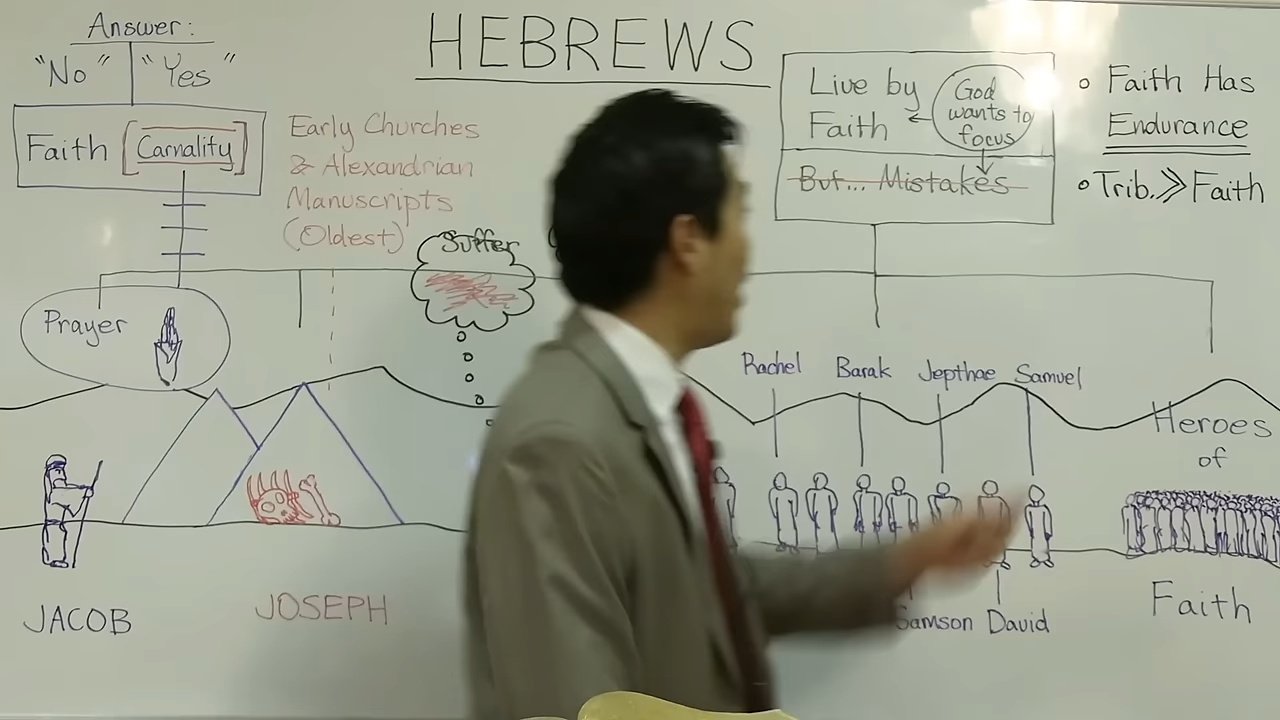 Answer:
"No" "Yes"
Faith [Carnality]
Early Churches
& Alexandrian
Manuscripts
(Oldest)
HEBREWS
Live by
Faith
God
wants to
focus
But... Mistakes
• Faith Has
Endurance
• Trib. >> Faith
Prayer
Suffer
Rachel
Barak
Jepthae
Samuel
Heroes
of
Faith
JACOB
JOSEPH
Samson
David